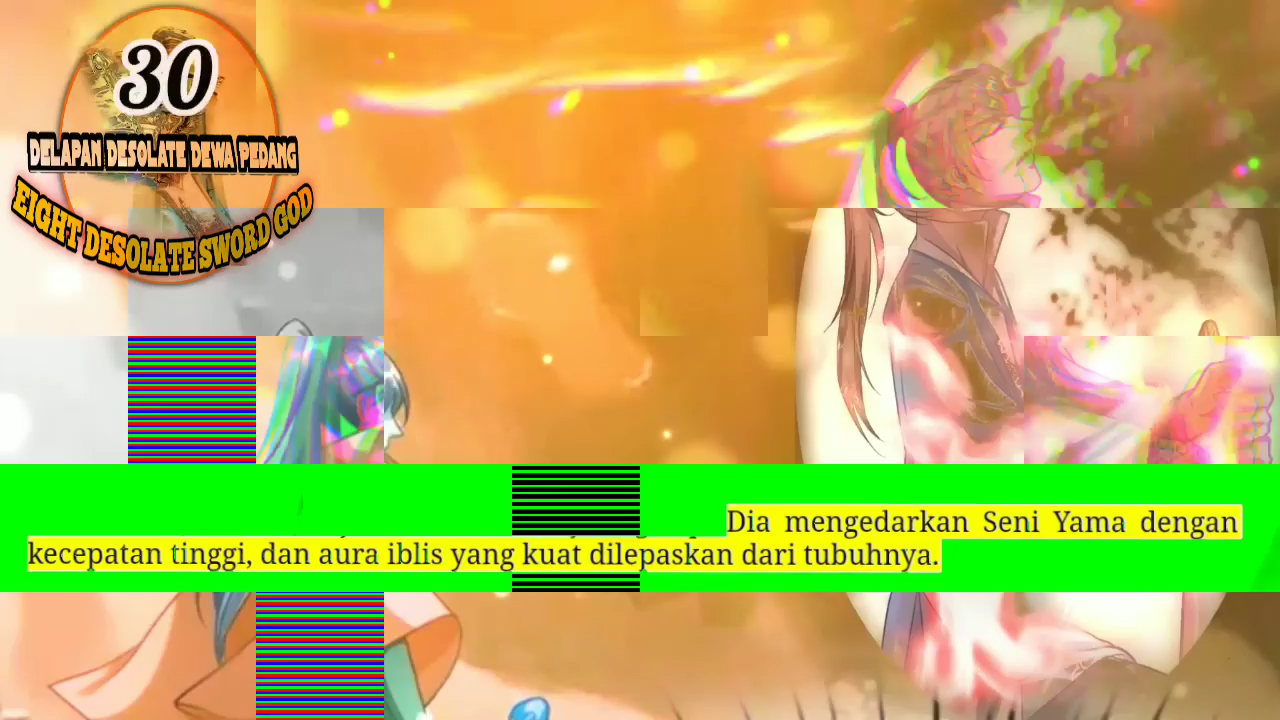 30
DELAPAN DESOLATE DEWA PEDANG
EIGHT DESOLATE SWORD GOD
Dia mengedarkan Seni Yama dengan
kecepatan tinggi, dan aura iblis yang kuat dilepaskan dari tubuhnya.